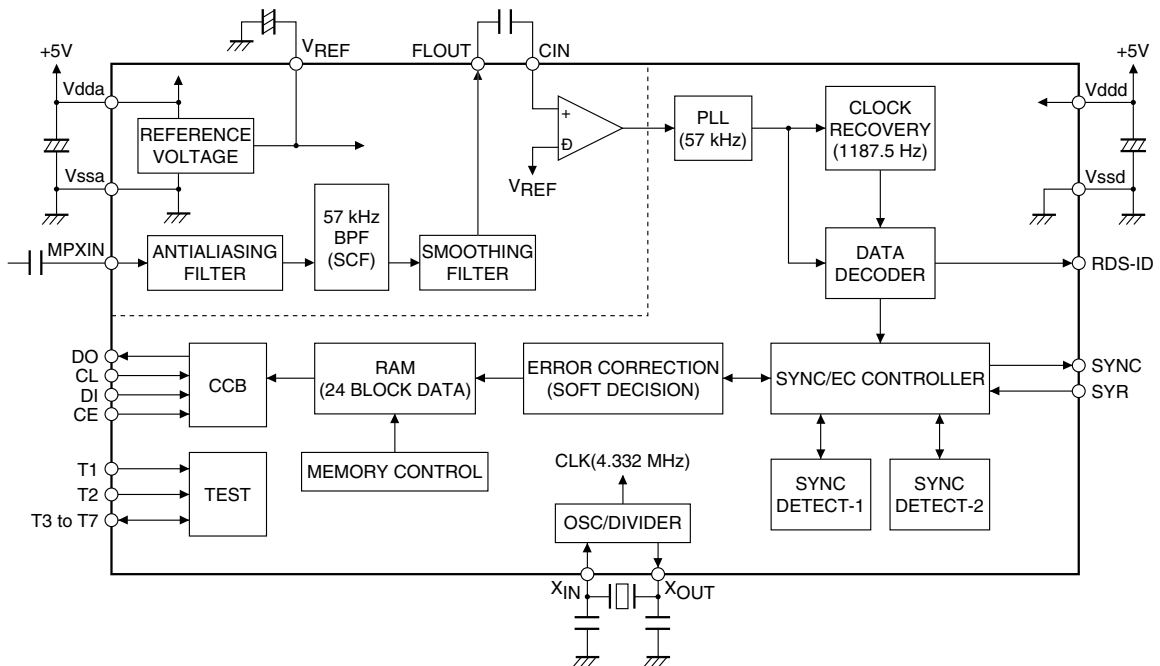 +5V
VREF
FLOUT
CIN
+5V
Vdda
Vddd
REFERENCE
VOLTAGE
+
Đ
VREF
PLL
(57 kHz)
CLOCK
RECOVERY
(1187.5 Hz)
Vssa
Vssd
57 kHz
BPF
(SCF)
MPXIN
ANTIALIASING
FILTER
SMOOTHING
FILTER
DATA
DECODER
RDS-ID
DO
CL
DI
CE
CCB
RAM
(24 BLOCK DATA)
ERROR CORRECTION
(SOFT DECISION)
SYNC/EC CONTROLLER
SYNC
SYR
T1
T2
T3 to T7
TEST
MEMORY CONTROL
CLK(4.332 MHz)
OSC/DIVIDER
SYNC
DETECT-1
SYNC
DETECT-2
XIN
XOUT